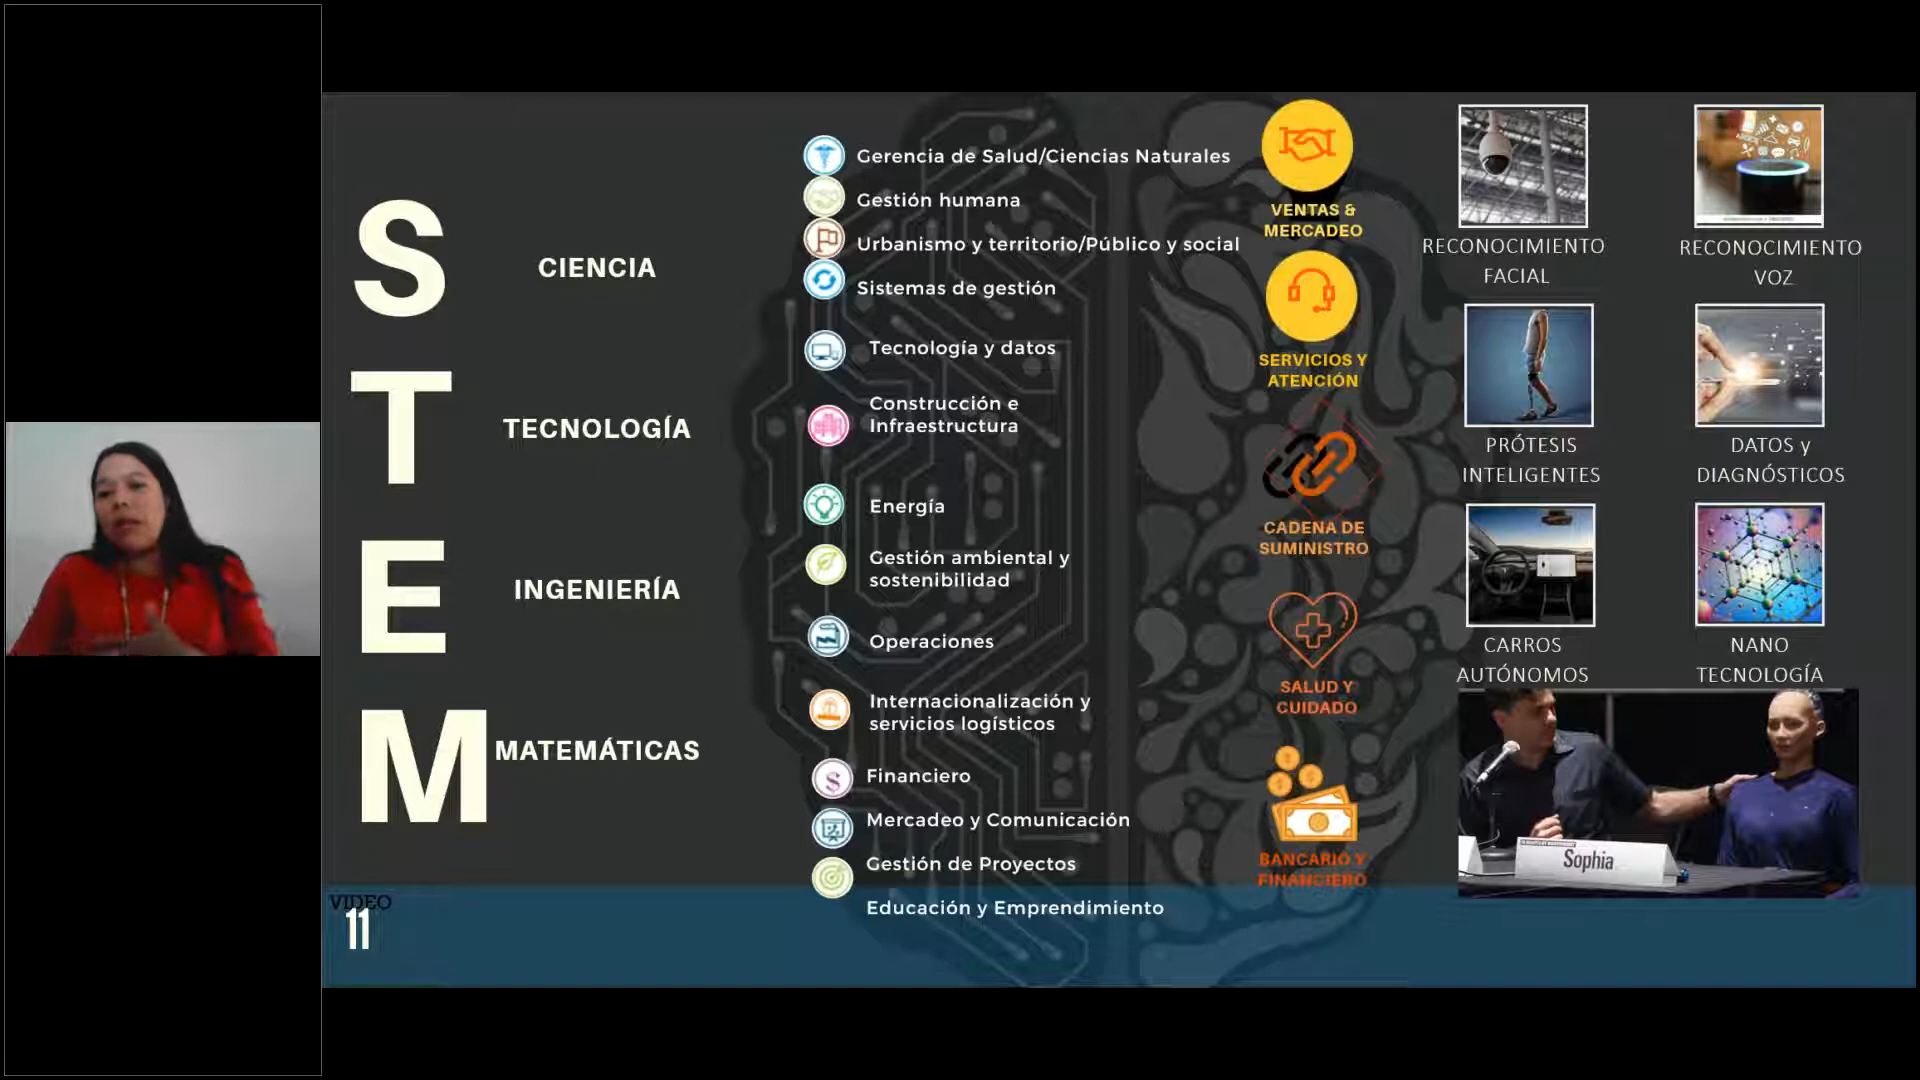 S
CIENCIA
T
TECNOLOGÍA
E
INGENIERÍA
M
MATEMÁTICAS
Gerencia de Salud/Ciencias Naturales
Gestión humana
Urbanismo y territorio/Público y social
Sistemas de gestión
Tecnología y datos
Construcción e
Infraestructura
Energía
Gestión ambiental y
sostenibilidad
Operaciones
Internacionalización y
servicios logísticos
Financiero
Mercadeo y Comunicación
Gestión de Proyectos
Educación y Emprendimiento
VENTAS &
MERCADEO
SERVICIOS Y
ATENCIÓN
CADENA DE
SUMINISTRO
SALUD Y
CUIDADO
BANCARIO Y
FINANCIERO
RECONOCIMIENTO
FACIAL
RECONOCIMIENTO
VOZ
PRÓTESIS
INTELIGENTES
DATOS y
DIAGNÓSTICOS
CARROS
AUTÓNOMOS
NANO
TECNOLOGÍA
Sophia
VIDEO
11